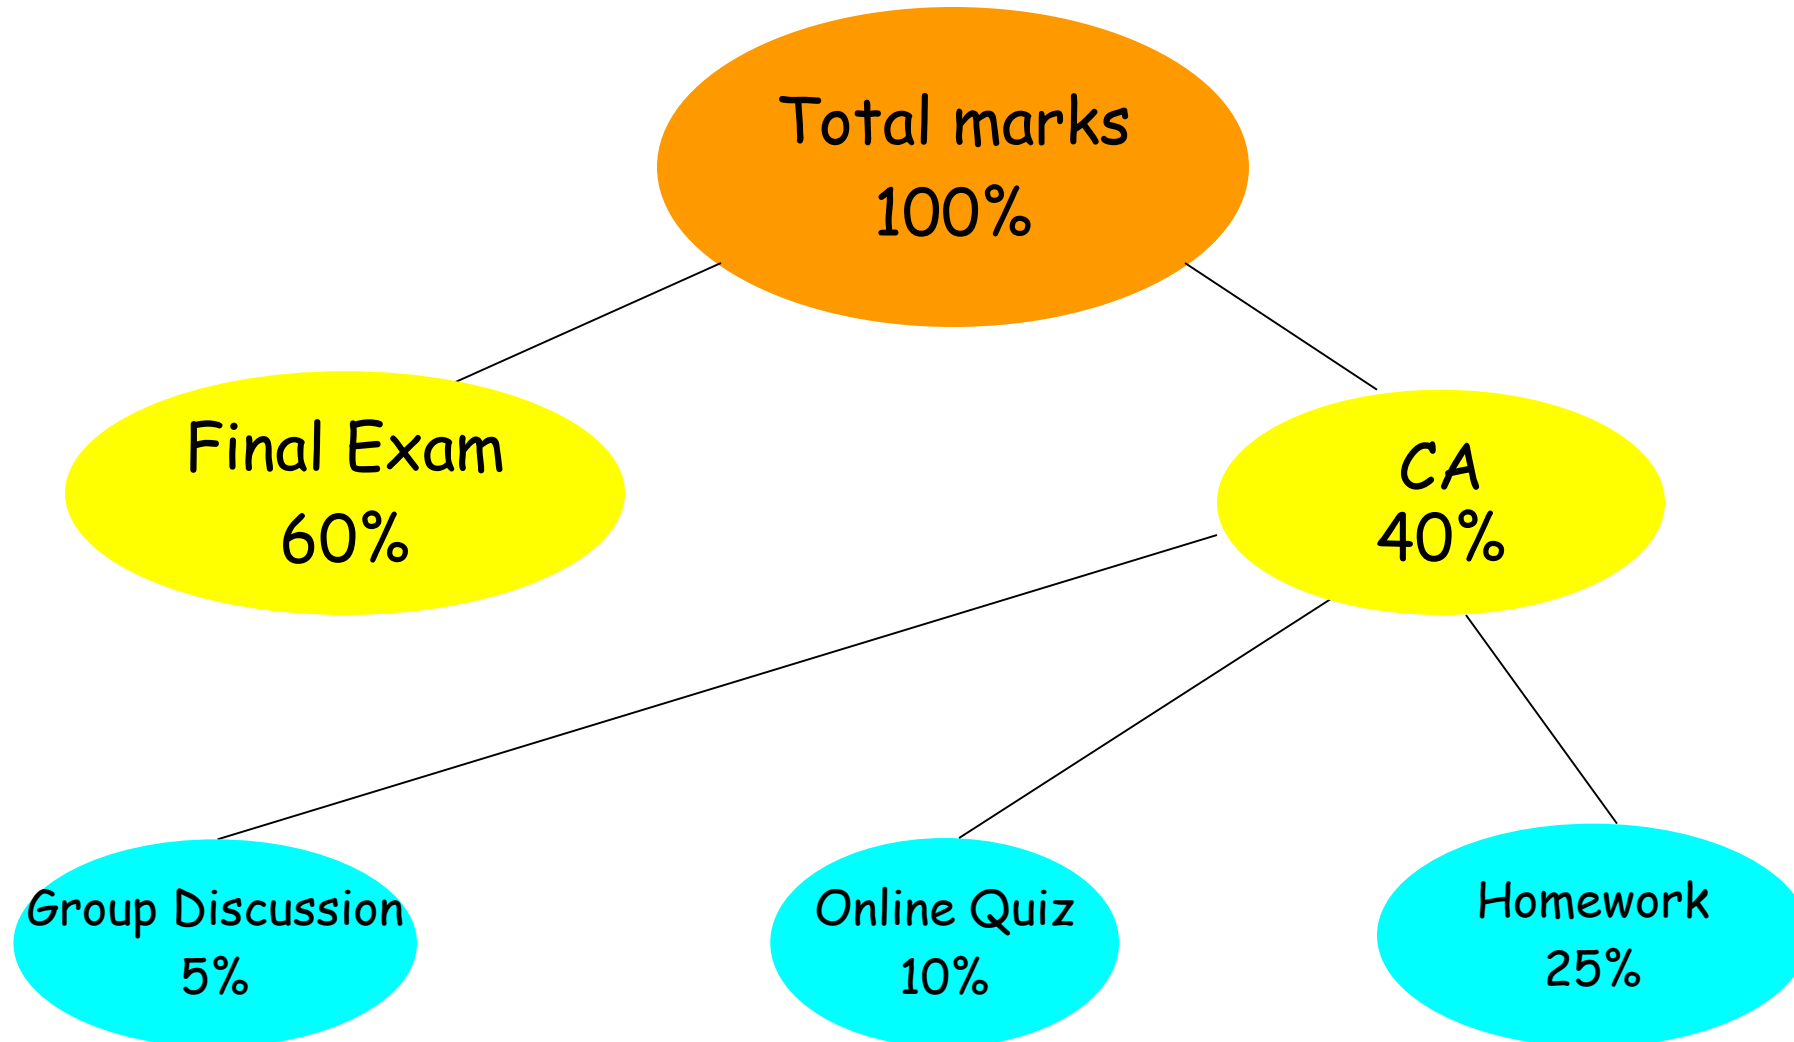 Total marks
100%
Final Exam
60%
CA
40%
Group Discussion
5%
Online Quiz
10%
Homework
25%